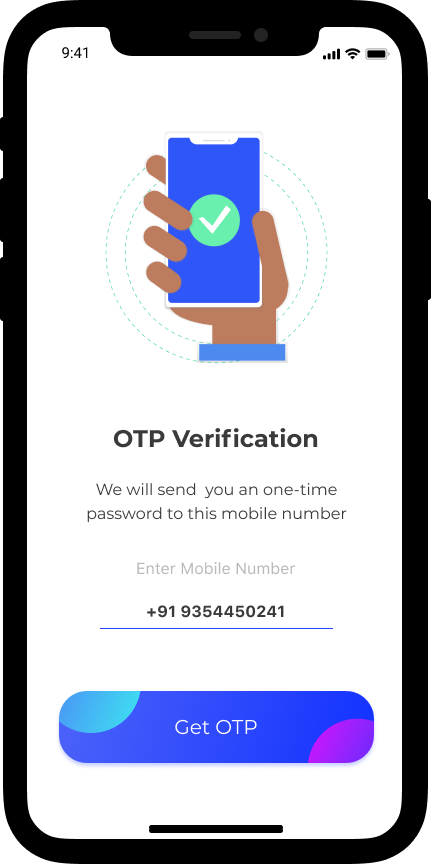 9:41
OTP Verification
We will send  you an one-time
password to this mobile number
Enter Mobile Number
+91 9354450241
Get OTP